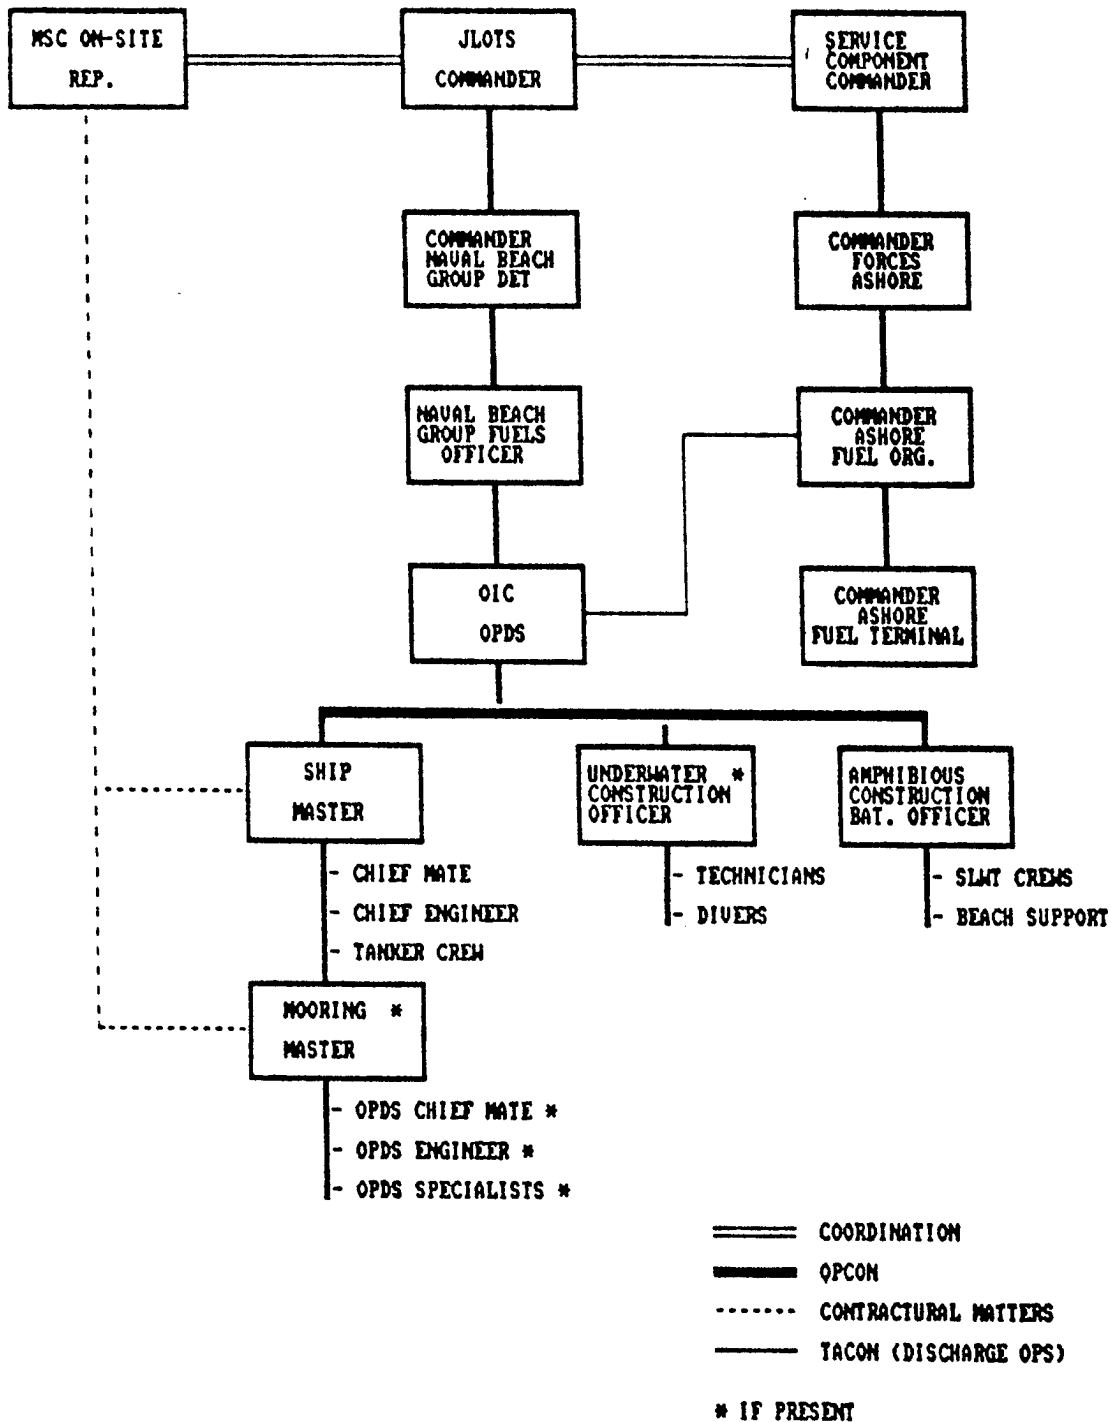 MSC ON-SITE
REP.
JLOTS
COMMANDER
SERVICE
COMPONENT
COMMANDER
COMMANDER
NAVAL BEACH
GROUP DET
COMMANDER
FORCES
ASHORE
NAVAL BEACH
GROUP FUELS
OFFICER
COMMANDER
ASHORE
FUEL ORG.
OIC
OPDS
COMMANDER
ASHORE
FUEL TERMINAL
SHIP
MASTER
UNDERWATER *
CONSTRUCTION
OFFICER
AMPHIBIOUS
CONSTRUCTION
BAT. OFFICER
- CHIEF MATE
- CHIEF ENGINEER
- TANKER CREW
- TECHNICIANS
- DIVERS
- SLWT CREWS
- BEACH SUPPORT
MOORING *
MASTER
- OPDS CHIEF MATE *
- OPDS ENGINEER *
- OPDS SPECIALISTS *
COORDINATION
OPCON
CONTRACTURAL MATTERS
TACON (DISCHARGE OPS)
* IF PRESENT